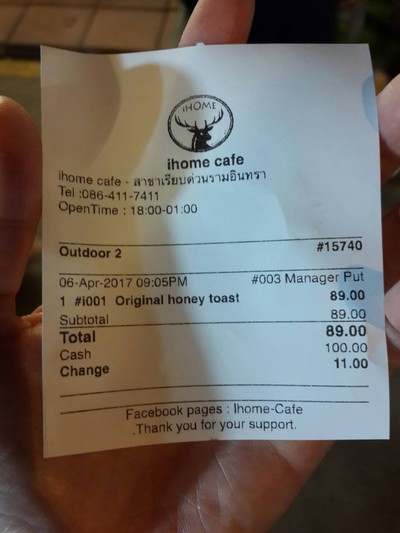 iHOME
ihome cafe
ihome cafe - สาขาเรียบด่วนรามอินทรา
Tel :086-411-7411
OpenTime : 18:00-01:00
Outdoor 2 #15740
06-Apr-2017 09:05PM #003 Manager Put
1 #i001 Original honey toast 89.00
Subtotal 89.00
Total 89.00
Cash 100.00
Change 11.00
Facebook pages : Ihome-Cafe
.Thank you for your support.